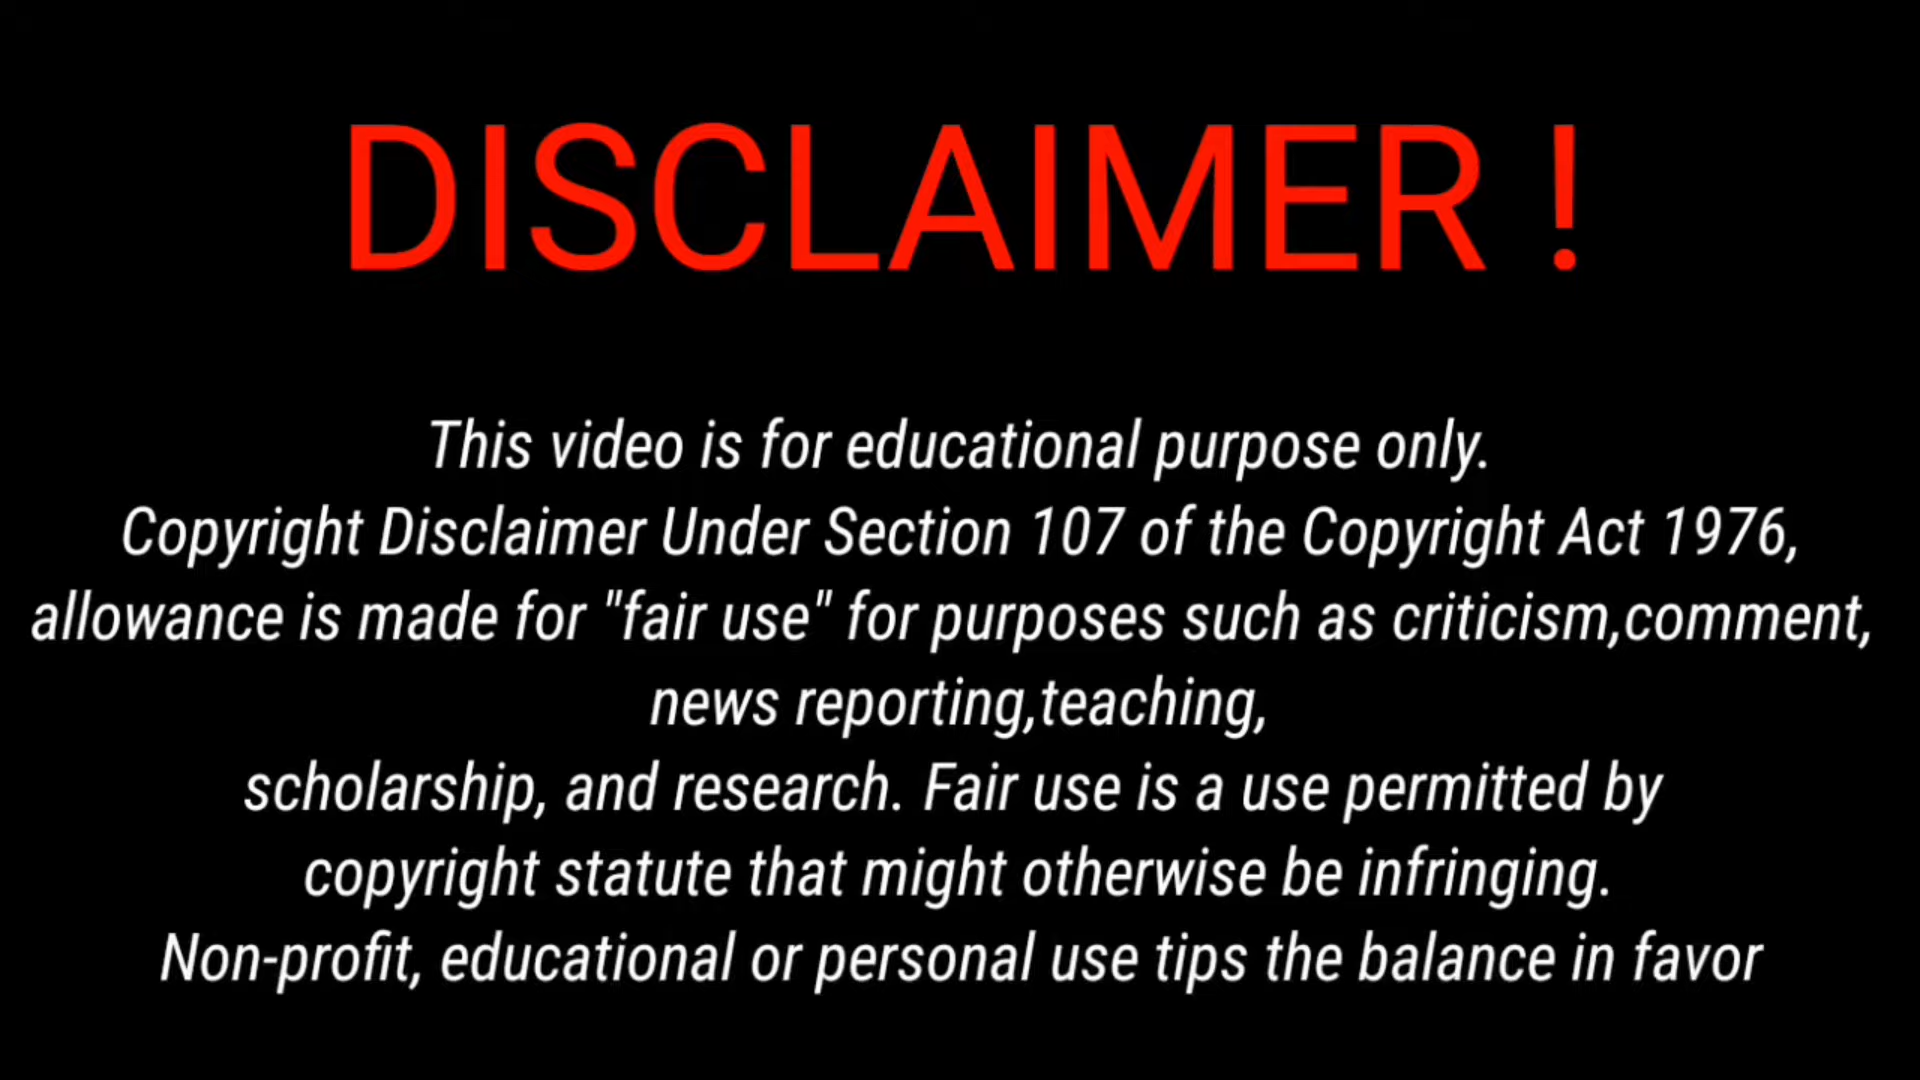 DISCLAIMER !
This video is for educational purpose only.
Copyright Disclaimer Under Section 107 of the Copyright Act 1976,
allowance is made for "fair use" for purposes such as criticism,comment,
news reporting,teaching,
scholarship, and research. Fair use is a use permitted by
copyright statute that might otherwise be infringing.
Non-profit, educational or personal use tips the balance in favor